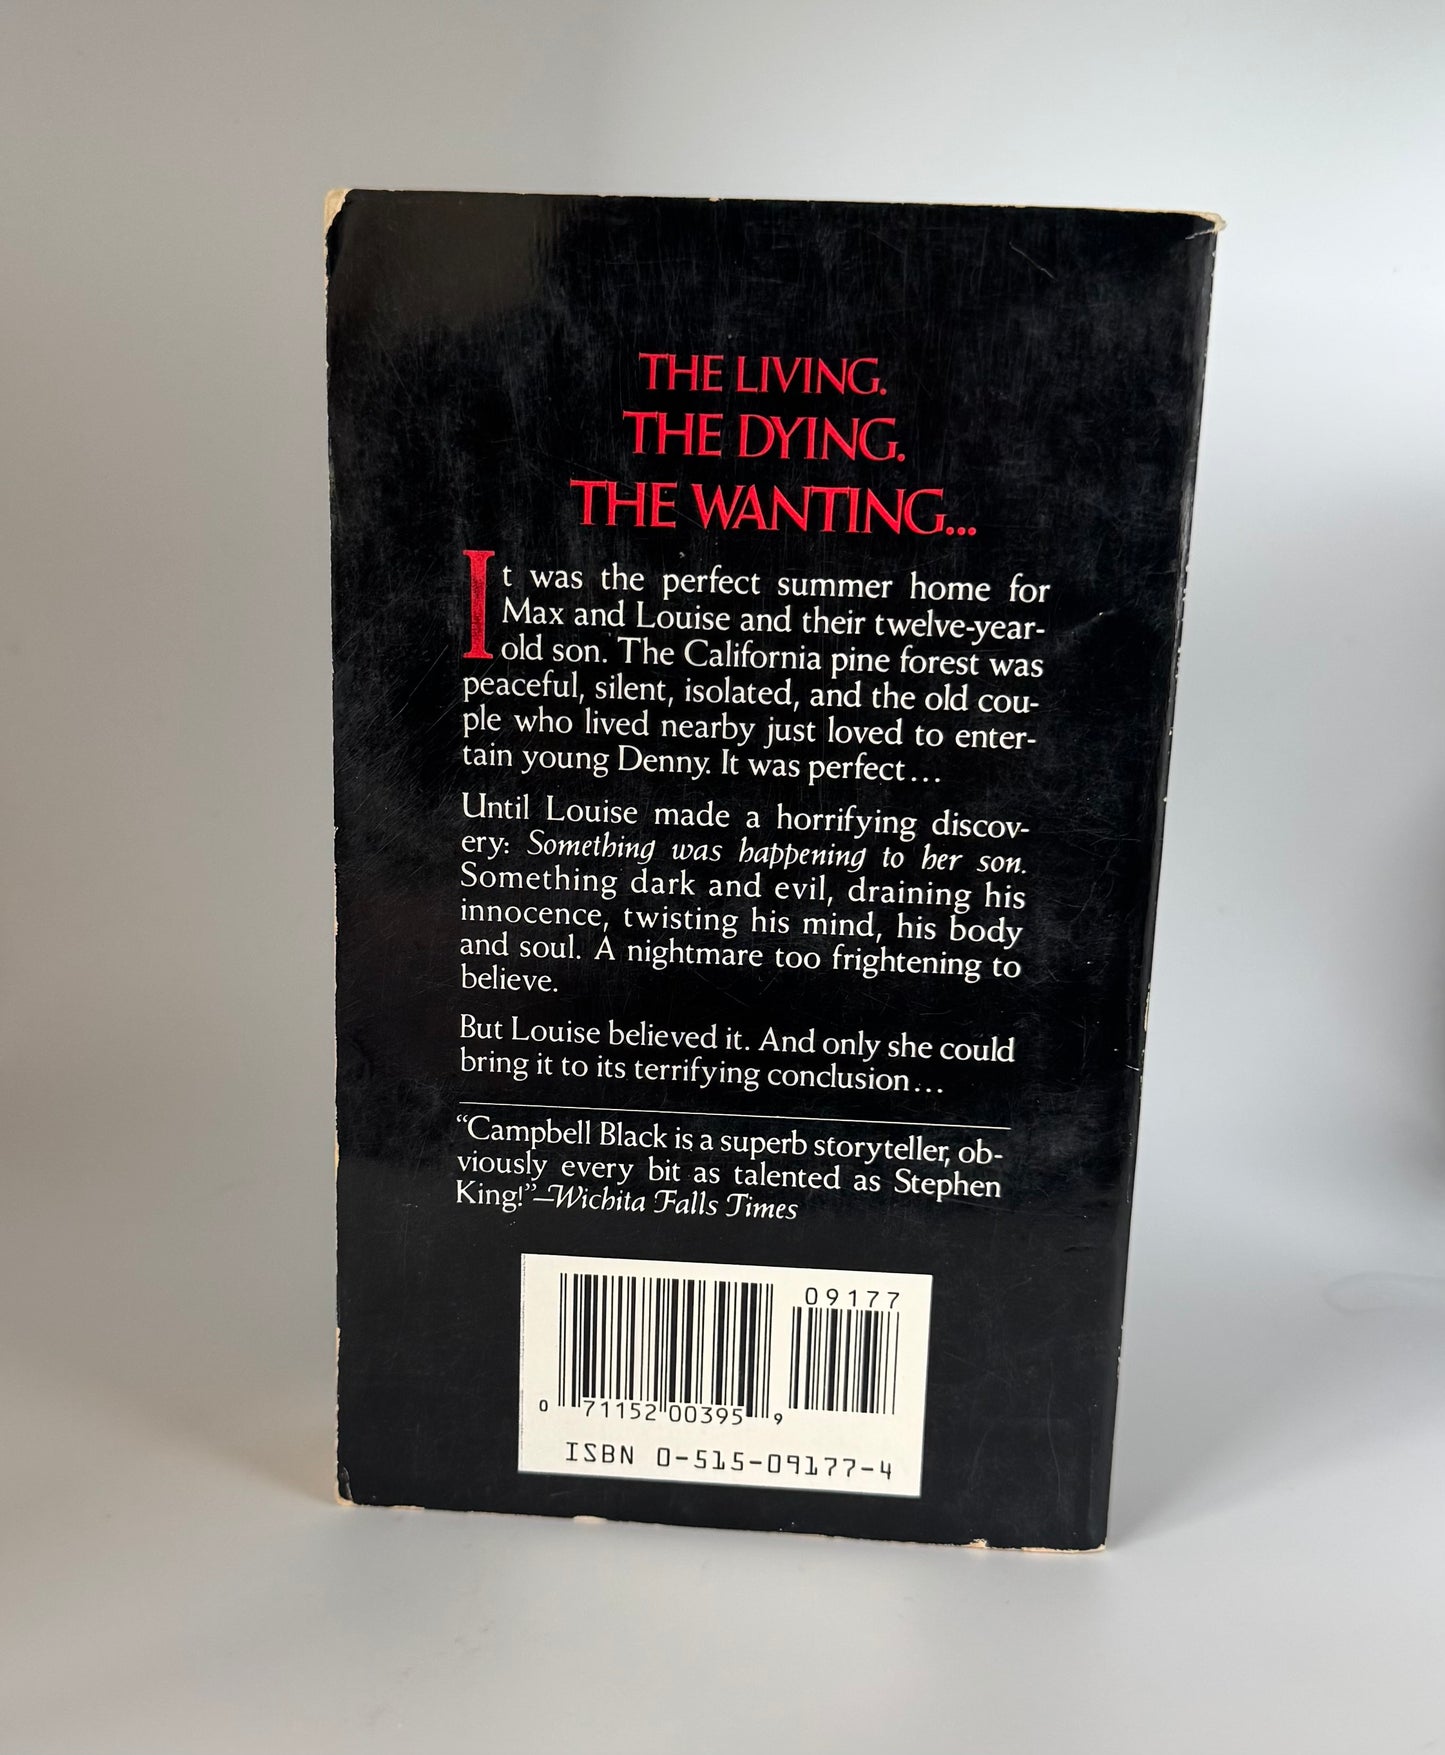 THE LIVING.
THE DYING.
THE WANTING...
It was the perfect summer home for
Max and Louise and their twelve-year-
old son. The California pine forest was
peaceful, silent, isolated, and the old cou-
ple who lived nearby just loved to enter-
tain young Denny. It was perfect...
Until Louise made a horrifying discov-
ery: Something was happening to her son.
Something dark and evil, draining his
innocence, twisting his mind, his body
and soul. A nightmare too frightening to
believe.
But Louise believed it. And only she could
bring it to its terrifying conclusion...
“Campbell Black is a superb storyteller, ob-
viously every bit as talented as Stephen
King!”—Wichita Falls Times
09177
0 71152 00395 9
ISBN 0-515-09177-4